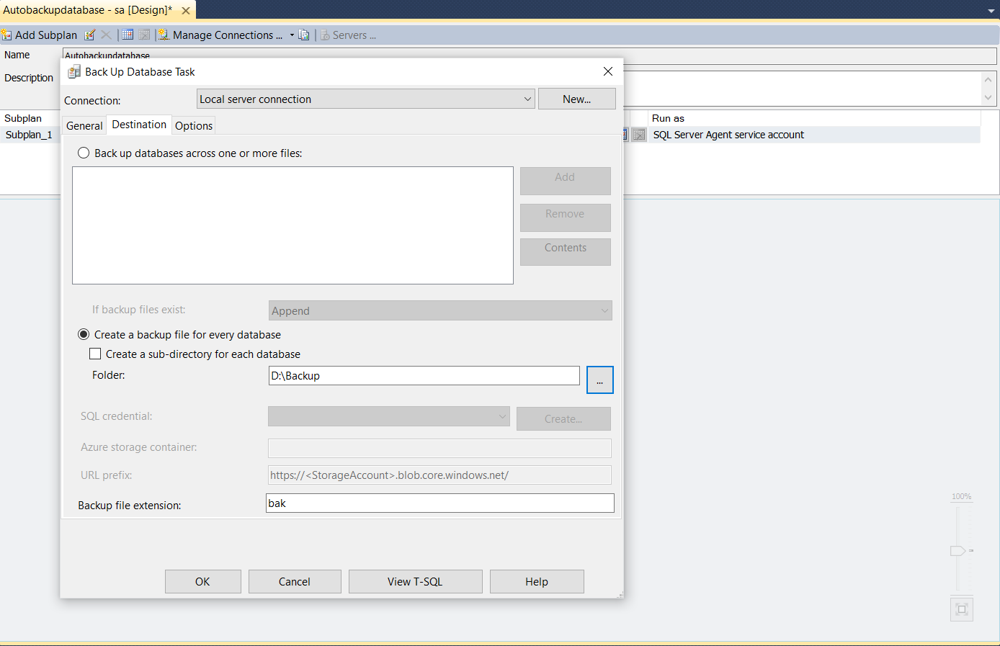 Autobackupdatabase - sa [Design]*
Add Subplan
Manage Connections ...
Servers ...
Name
Autobackupdatabase
Description
Back Up Database Task
Connection:
Local server connection
New...
Subplan
Run as
General
Destination
Options
Subplan_1
SQL Server Agent service account
Back up databases across one or more files:
Add
Remove
Contents
If backup files exist:
Append
Create a backup file for every database
Create a sub-directory for each database
Folder:
D:\Backup
...
SQL credential:
Create...
Azure storage container:
URL prefix:
https://<StorageAccount>.blob.core.windows.net/
Backup file extension:
bak
100%
OK
Cancel
View T-SQL
Help